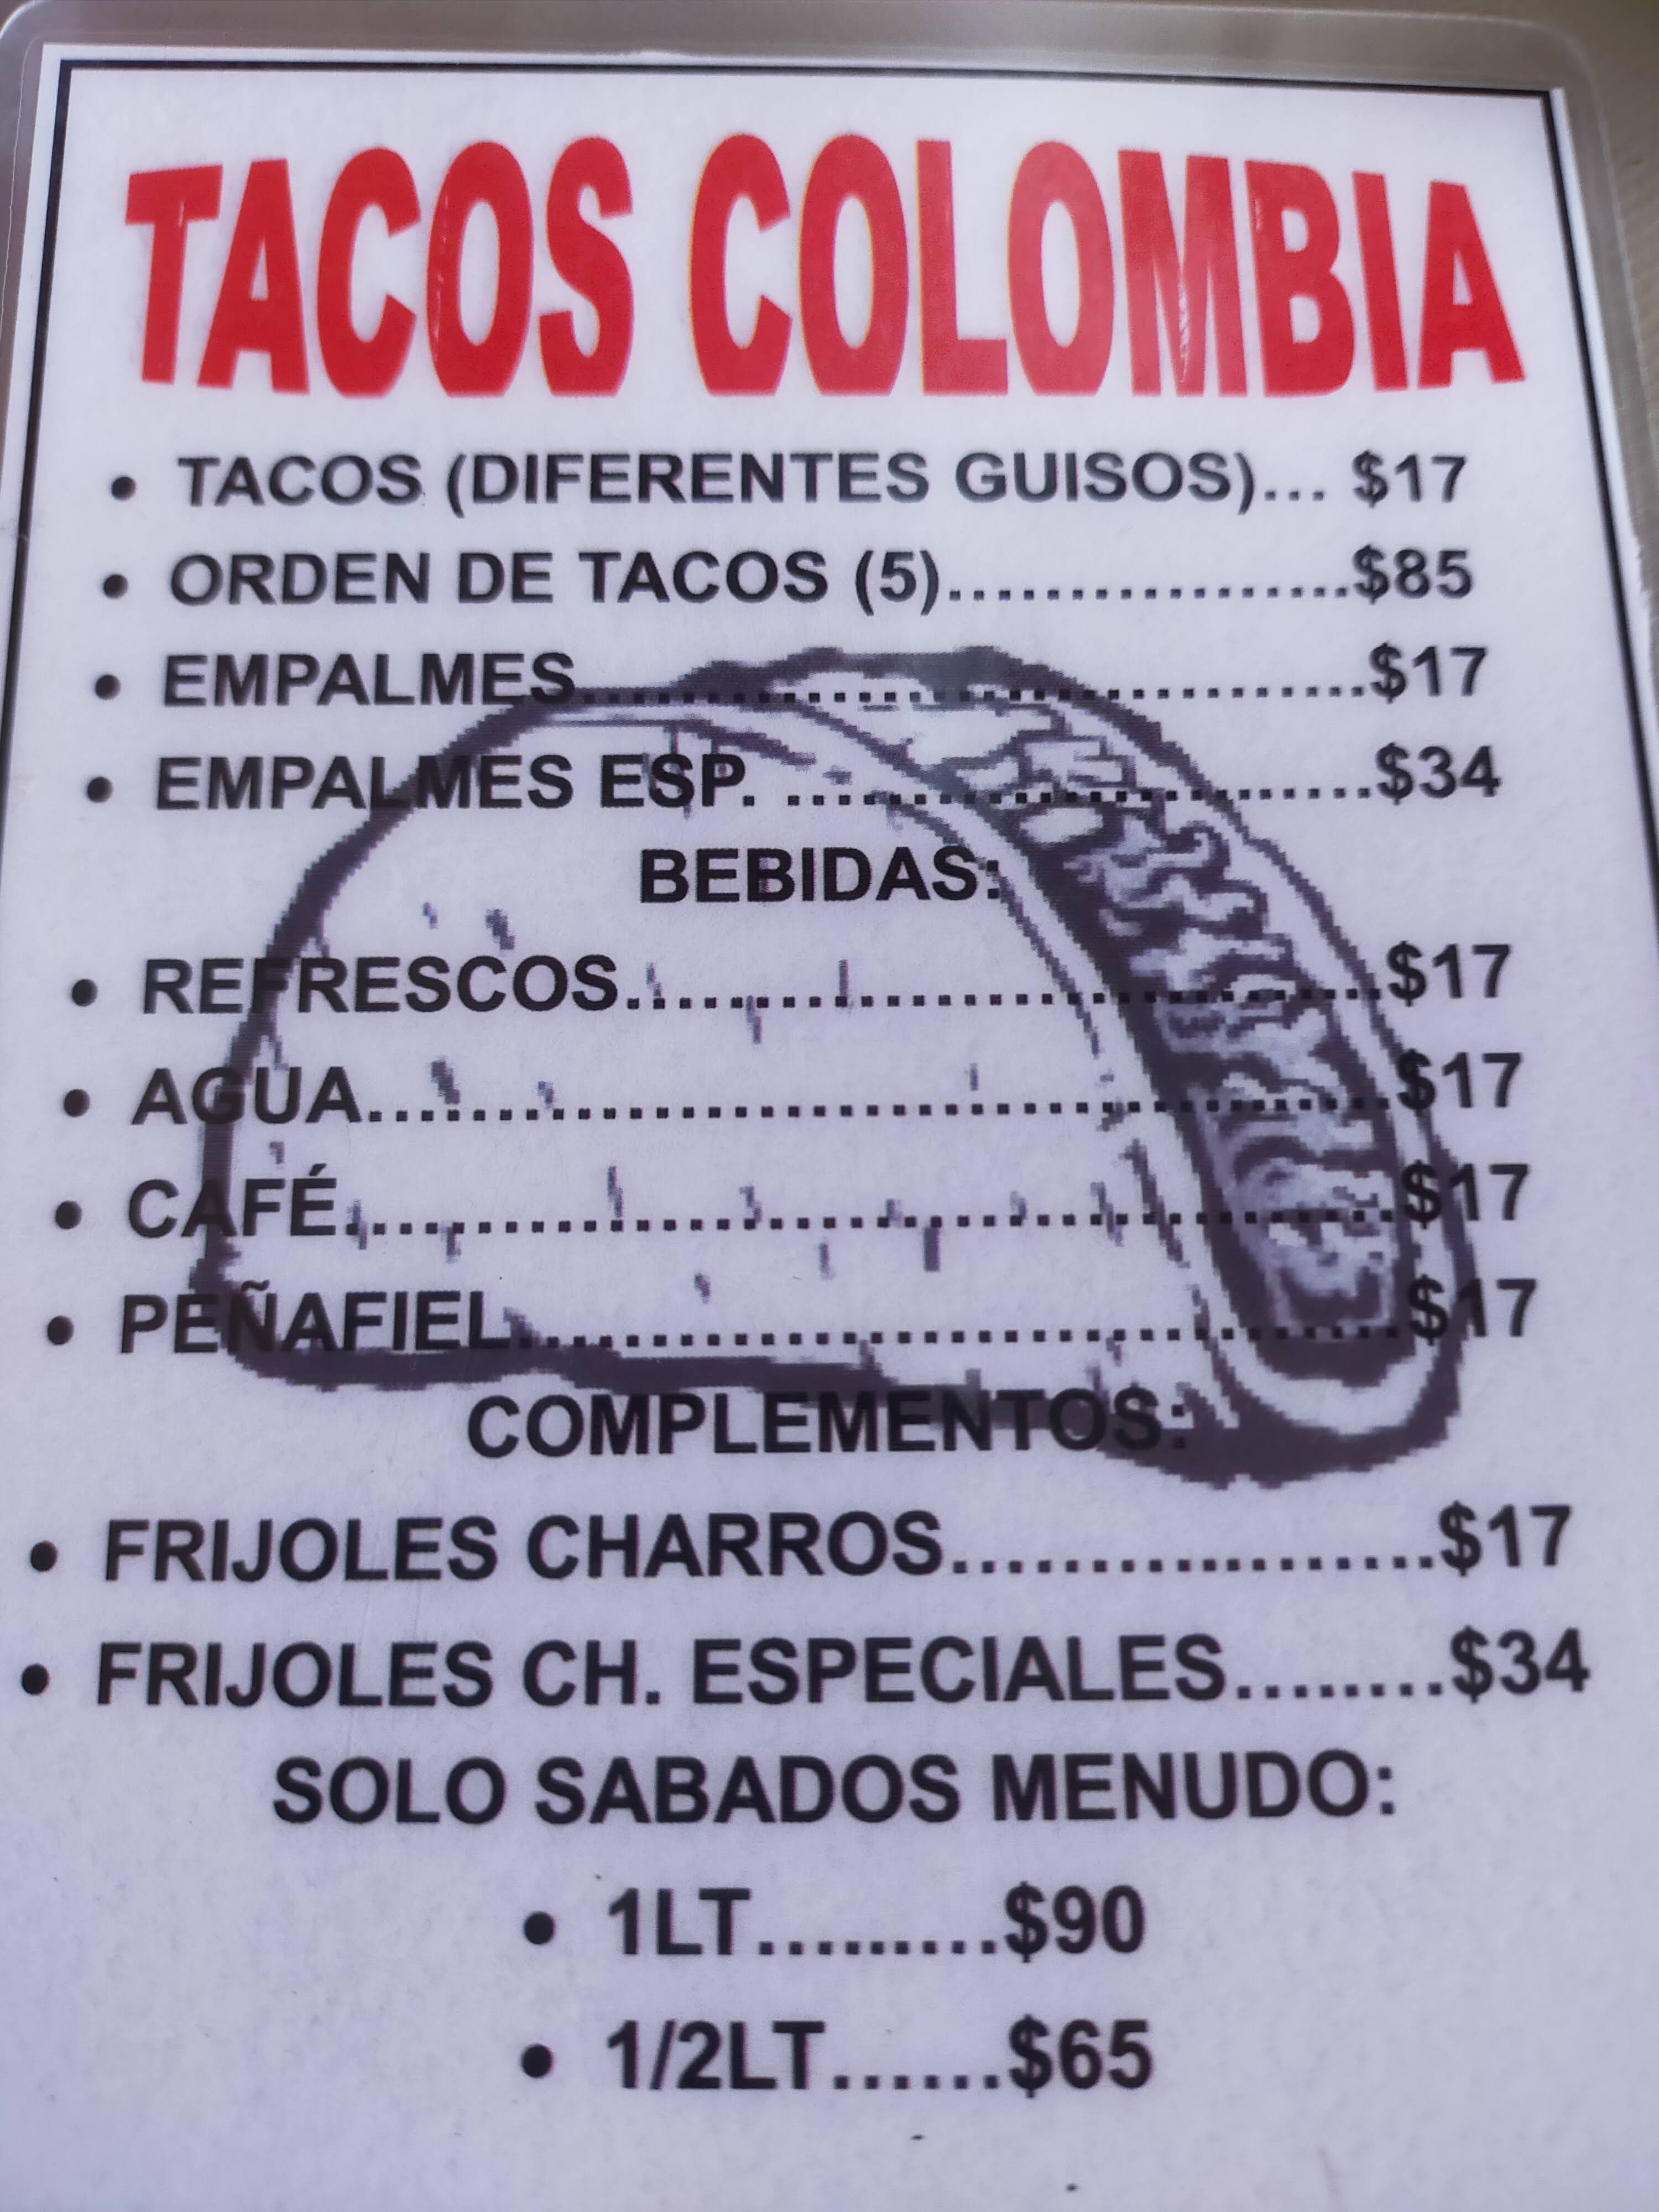 TACOS COLOMBIA
• TACOS (DIFERENTES GUISOS)... $17
• ORDEN DE TACOS (5)................$85
• EMPALMES................................$17
• EMPALMES ESP. ........................$34
BEBIDAS:
• REFRESCOS..............................$17
• AGUA........................................$17
• CAFÉ.........................................$17
• PEÑAFIEL..................................$17
COMPLEMENTOS:
• FRIJOLES CHARROS...................$17
• FRIJOLES CH. ESPECIALES........$34
SOLO SABADOS MENUDO:
• 1LT..........$90
• 1/2LT.......$65